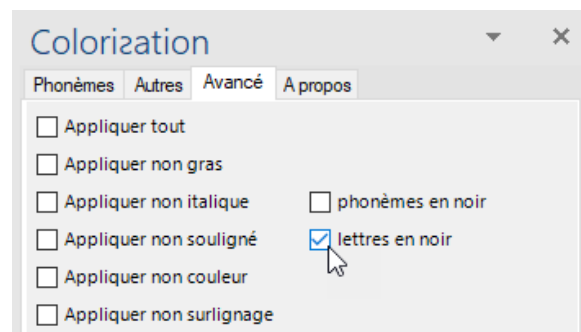 Coloriƨation
Phonèmes Autres Avancé A propos
Appliquer tout
Appliquer non gras
Appliquer non italique phonèmes en noir
Appliquer non souligné lettres en noir
Appliquer non couleur
Appliquer non surlignage